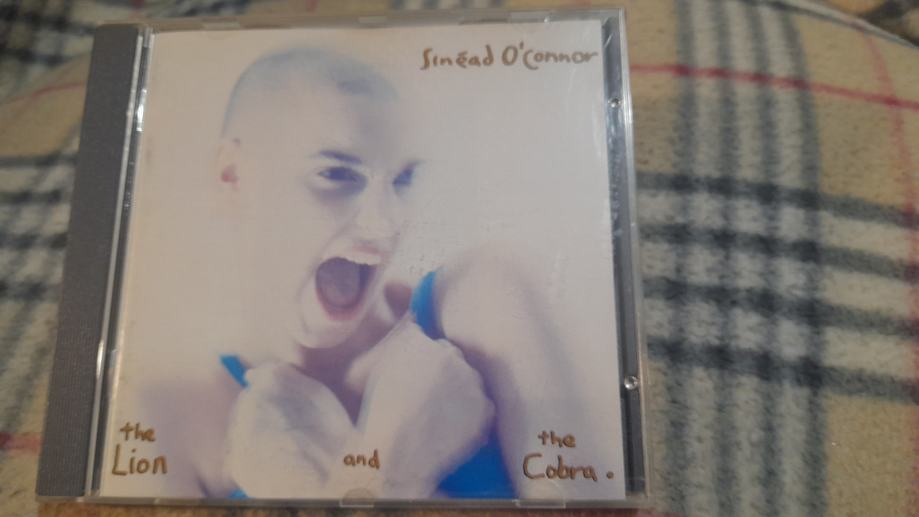 Sinéad O'Connor
the Lion and the Cobra.